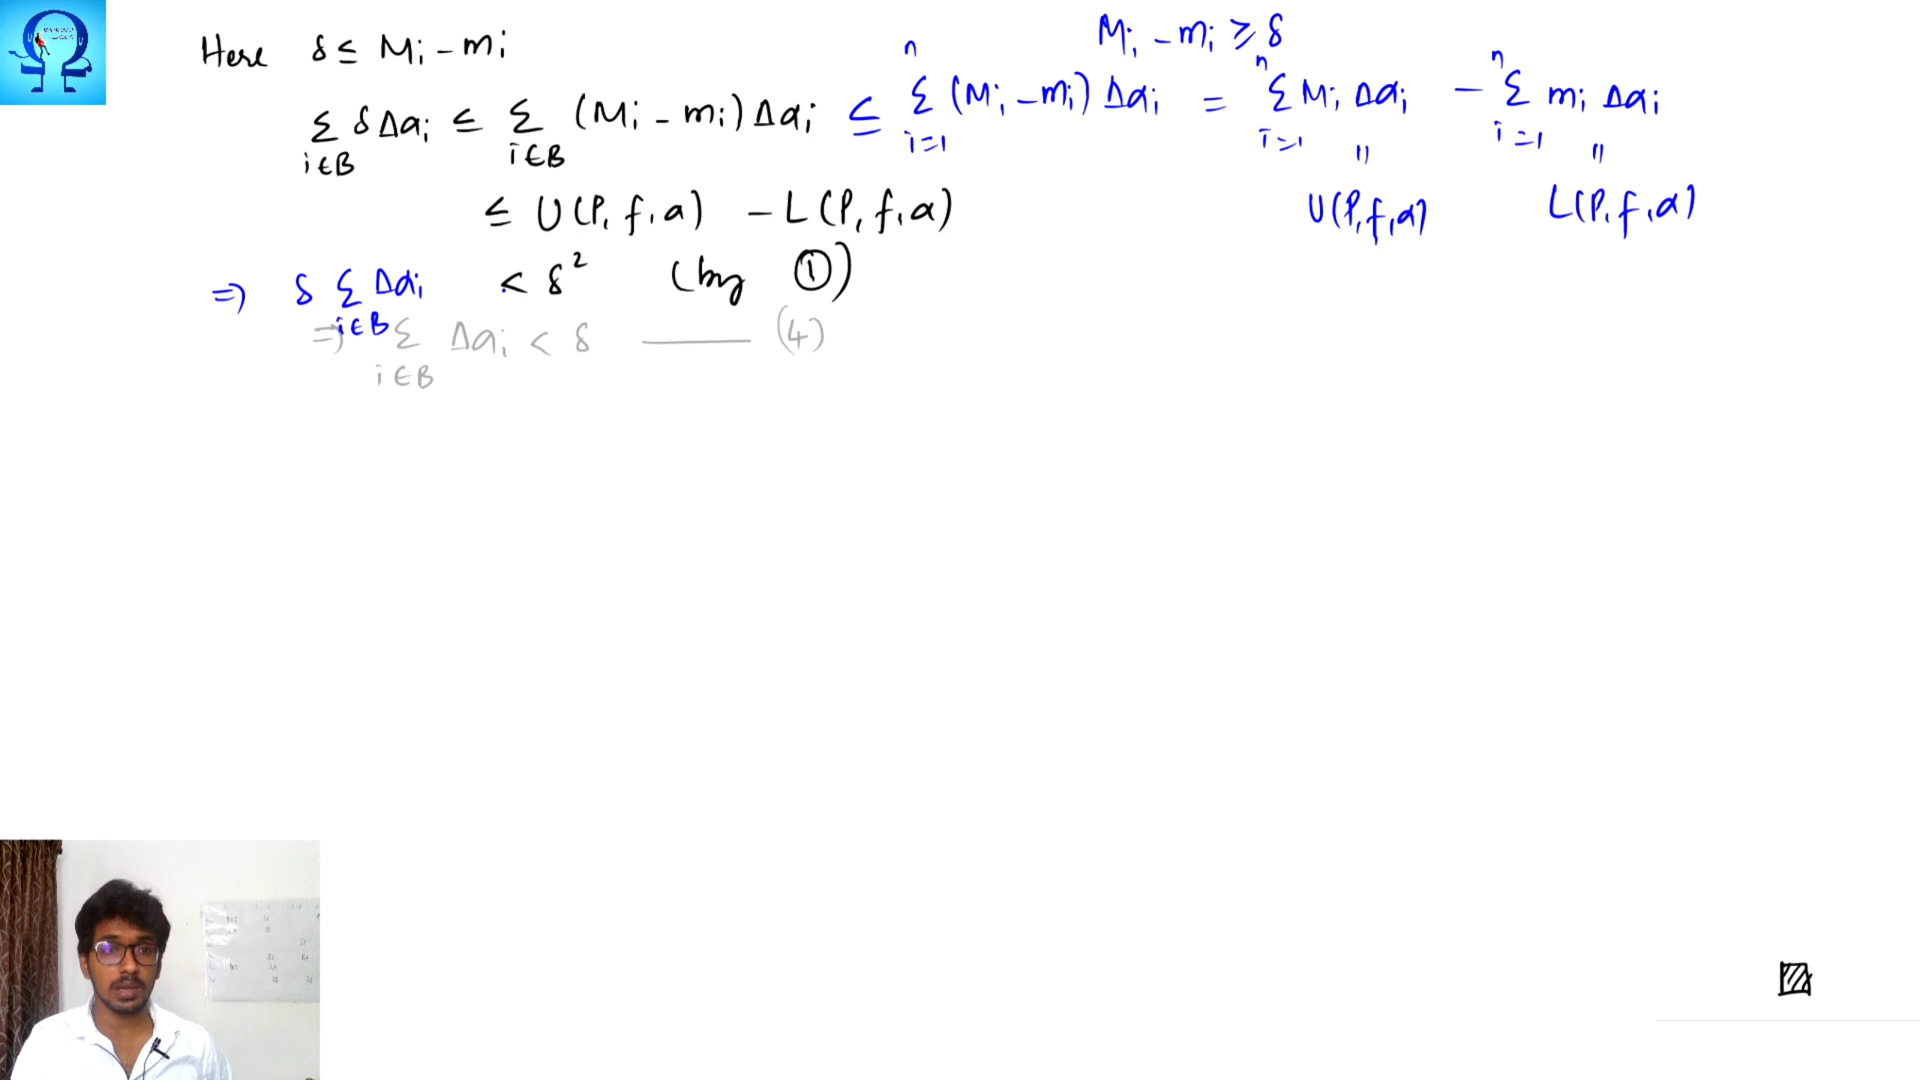 Here δ ≤ Mi - mi
Mi - mi ≥ δ
Σ i∈B δ Δαi ≤ Σ i∈B (Mi - mi) Δαi ≤ n Σ i=1 (Mi - mi) Δαi = n Σ i=1 Mi Δαi - n Σ i=1 mi Δαi
" "
≤ U(P, f, α) - L(P, f, α)
U(P, f, α) L(P, f, α)
⇒ δ Σ i∈B Δαi < δ² (by ①)
⇒ Σ i∈B Δαi < δ —— (4)